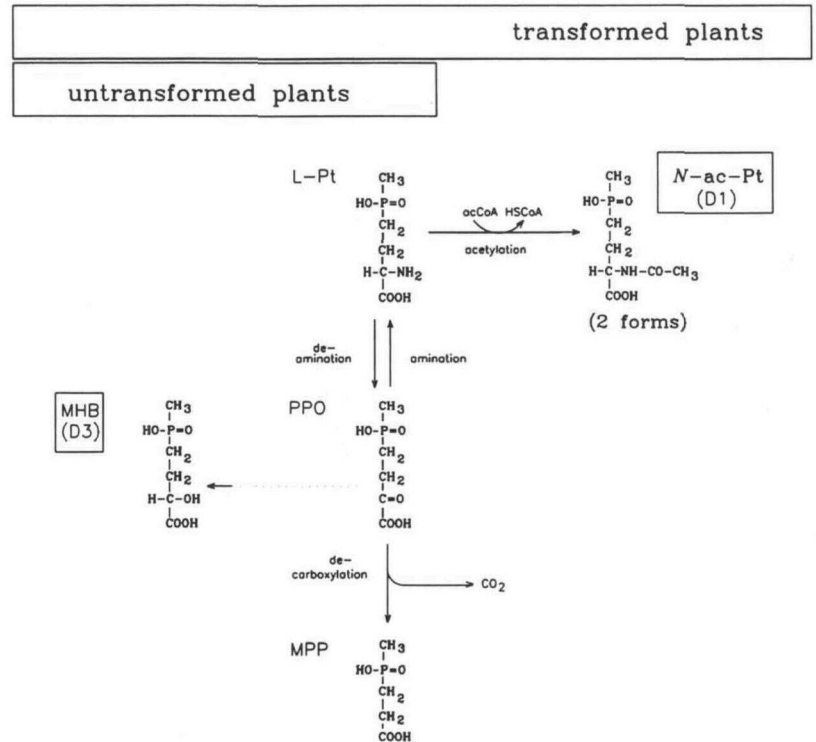 transformed plants
untransformed plants
L-Pt
CH3
HO-P=O
CH2
CH2
H-C-NH2
COOH
acCoA HSCoA
acetylation
CH3
HO-P=O
CH2
CH2
H-C-NH-CO-CH3
COOH
(2 forms)
N-ac-Pt
(D1)
de-
amination
amination
MHB
(D3)
CH3
HO-P=O
CH2
CH2
H-C-OH
COOH
PPO
CH3
HO-P=O
CH2
CH2
C=O
COOH
de-
carboxylation
CO2
MPP
CH3
HO-P=O
CH2
CH2
COOH